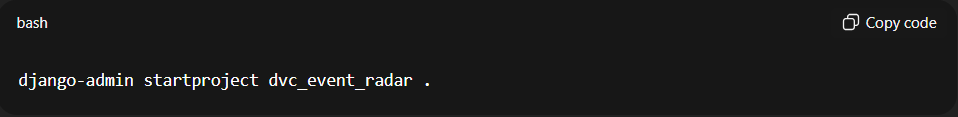 bash
Copy code
django-admin startproject dvc_event_radar .